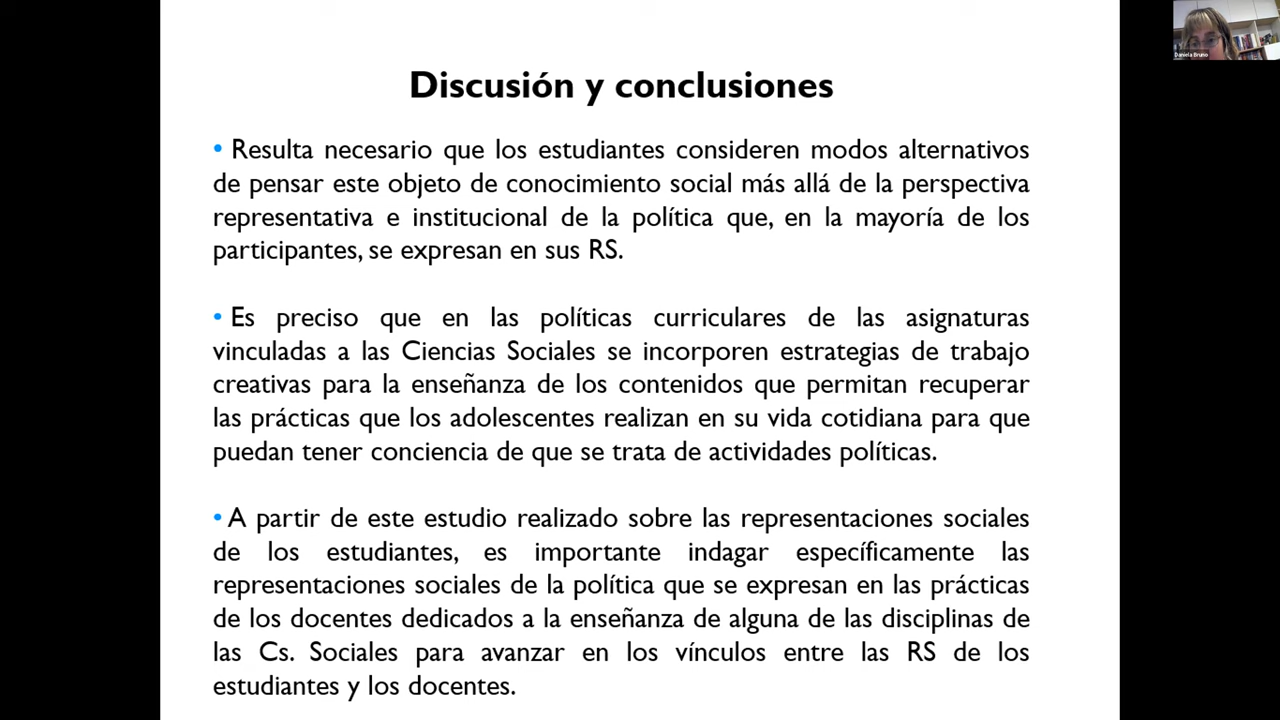 Discusión y conclusiones
• Resulta necesario que los estudiantes consideren modos alternativos
de pensar este objeto de conocimiento social más allá de la perspectiva
representativa e institucional de la política que, en la mayoría de los
participantes, se expresan en sus RS.
• Es preciso que en las políticas curriculares de las asignaturas
vinculadas a las Ciencias Sociales se incorporen estrategias de trabajo
creativas para la enseñanza de los contenidos que permitan recuperar
las prácticas que los adolescentes realizan en su vida cotidiana para que
puedan tener conciencia de que se trata de actividades políticas.
• A partir de este estudio realizado sobre las representaciones sociales
de los estudiantes, es importante indagar específicamente las
representaciones sociales de la política que se expresan en las prácticas
de los docentes dedicados a la enseñanza de alguna de las disciplinas de
las Cs. Sociales para avanzar en los vínculos entre las RS de los
estudiantes y los docentes.
Daniela Bruno